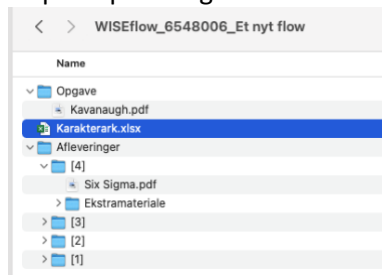 WISEflow_6548006_Et nyt flow
Name
Opgave
Kavanaugh.pdf
Karakterark.xlsx
Afleveringer
[4]
Six Sigma.pdf
Ekstramateriale
[3]
[2]
[1]